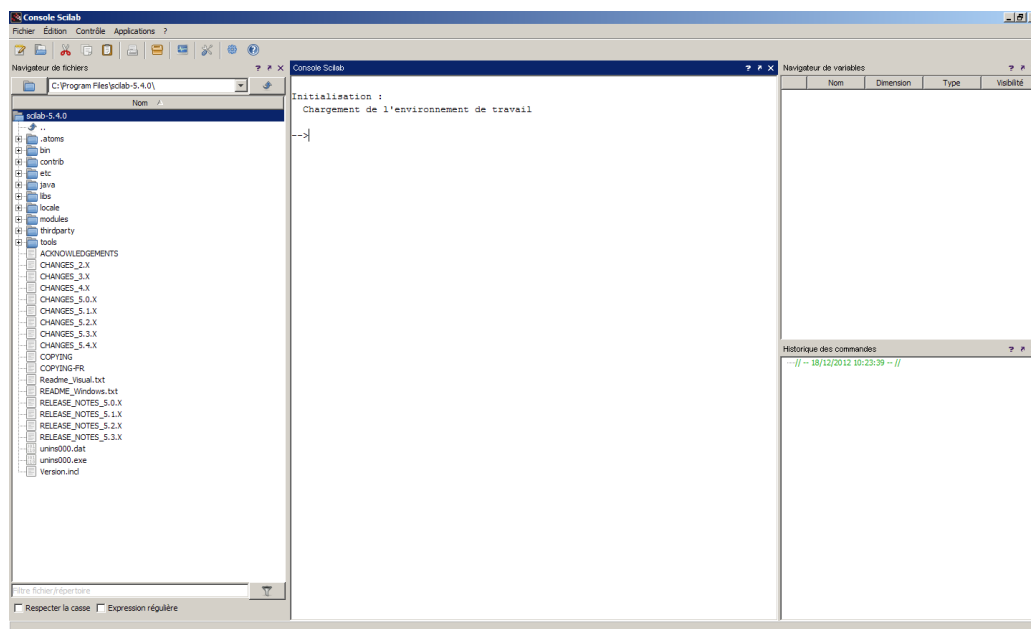 Console Scilab
Fichier Édition Contrôle Applications ?
Navigateur de fichiers ? X
C:\Program Files\scilab-5.4.0\
Nom
scilab-5.4.0
..
.atoms
bin
contrib
etc
java
libs
locale
modules
thirdparty
tools
ACKNOWLEDGEMENTS
CHANGES_2.X
CHANGES_3.X
CHANGES_4.X
CHANGES_5.0.X
CHANGES_5.1.X
CHANGES_5.2.X
CHANGES_5.3.X
CHANGES_5.4.X
COPYING
COPYING-FR
Readme_Visual.txt
README_Windows.txt
RELEASE_NOTES_5.0.X
RELEASE_NOTES_5.1.X
RELEASE_NOTES_5.2.X
RELEASE_NOTES_5.3.X
unins000.dat
unins000.exe
Version.incl
Filtre fichier/répertoire
Respecter la casse Expression régulière
Console Scilab ? X
Initialisation :
Chargement de l'environnement de travail
-->
Navigateur de variables ?
Nom Dimension Type Visibilité
Historique des commandes ?
---// -- 18/12/2012 10:23:39 -- //